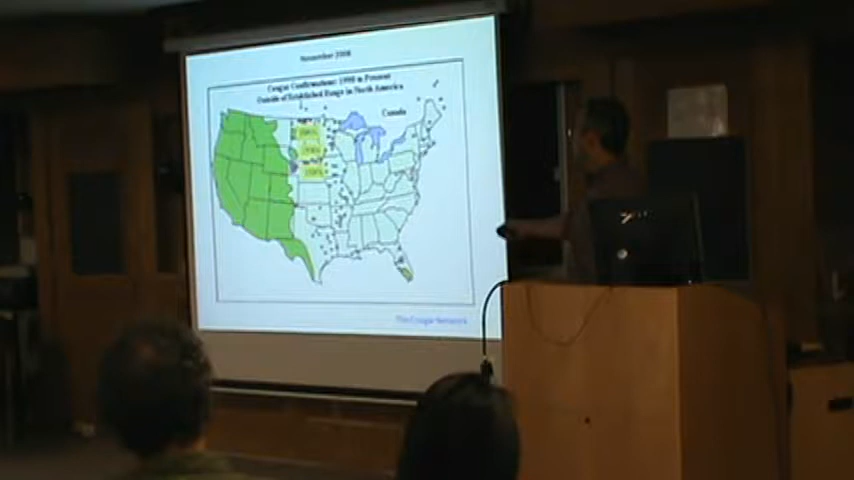 November 2008
Cougar Confirmations: 1990 to Present
Outside of Established Range in North America
Canada
The Cougar Network